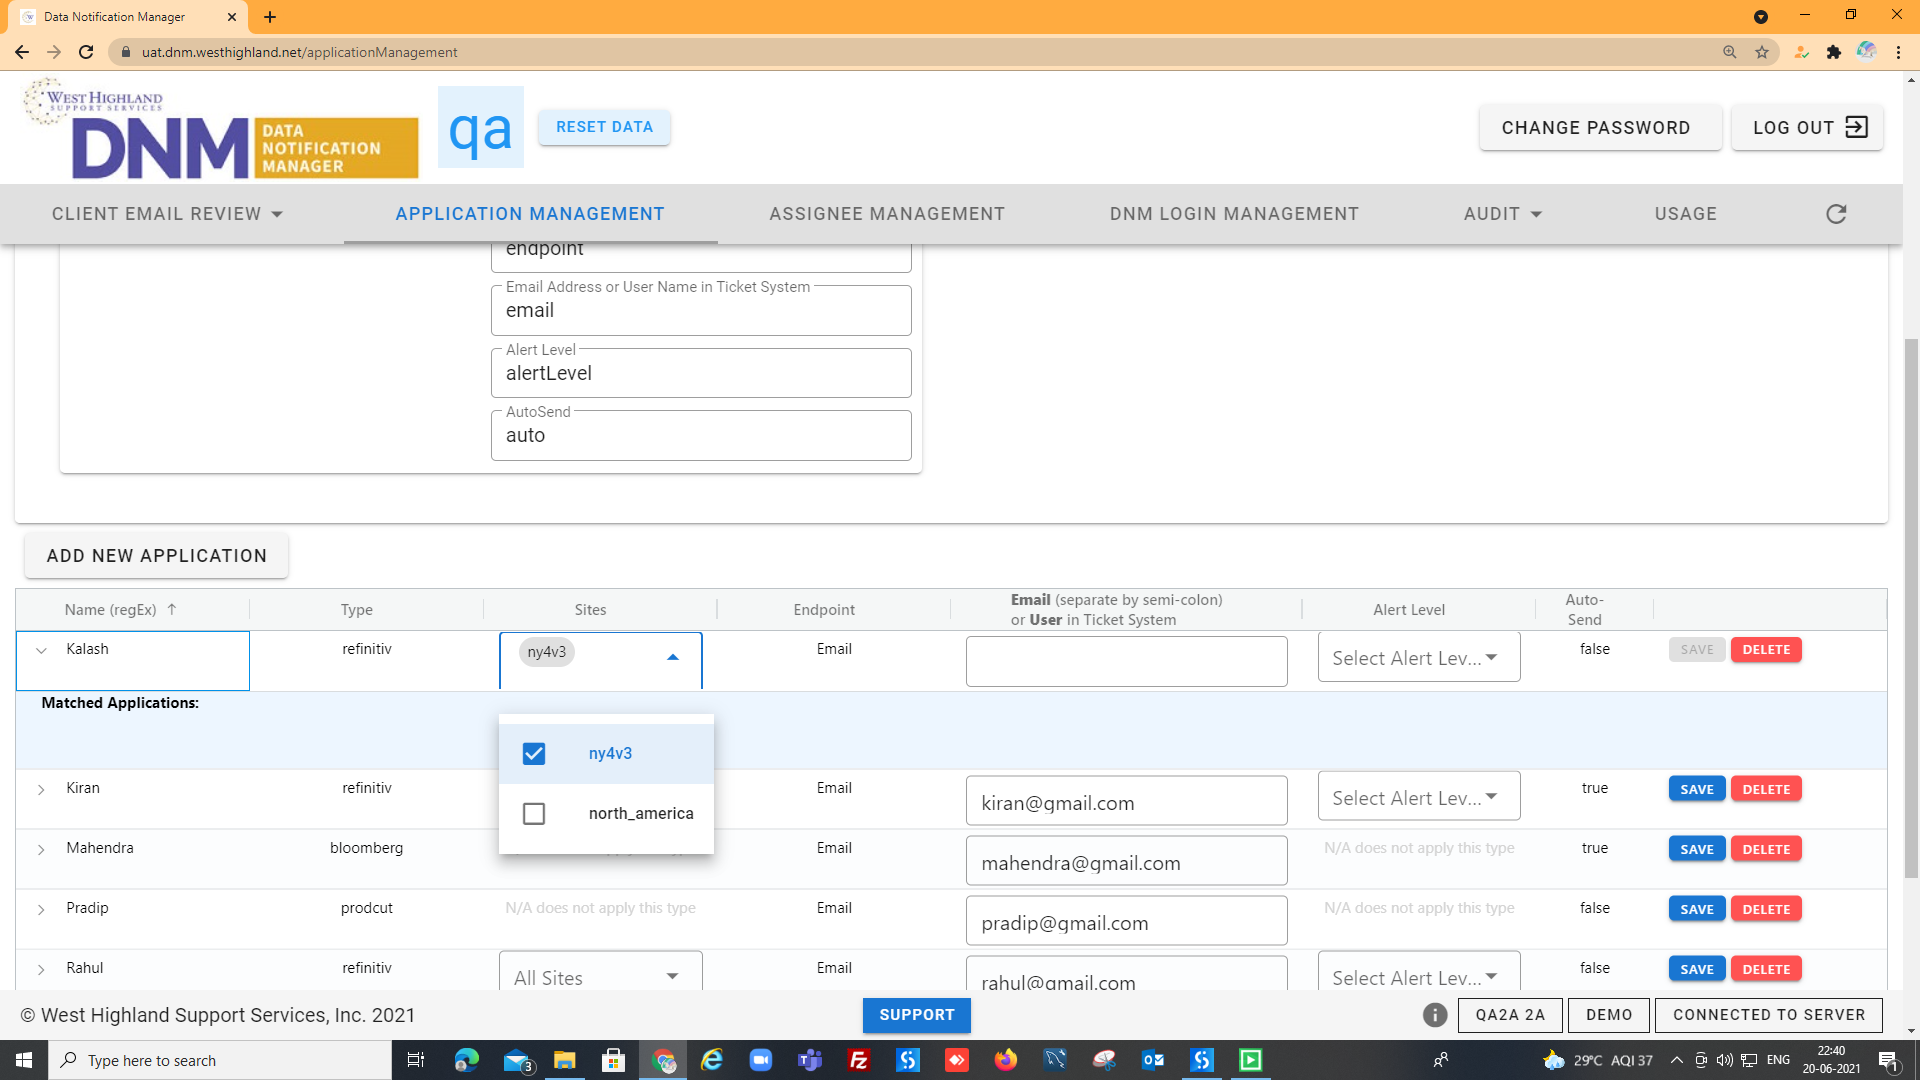 Data Notification Manager
uat.dnm.westhighland.net/applicationManagement
WEST HIGHLAND
SUPPORT SERVICES
DNM DATA NOTIFICATION MANAGER
qa
RESET DATA
CHANGE PASSWORD
LOG OUT
CLIENT EMAIL REVIEW
APPLICATION MANAGEMENT
ASSIGNEE MANAGEMENT
DNM LOGIN MANAGEMENT
AUDIT
USAGE
endpoint
Email Address or User Name in Ticket System
email
Alert Level
alertLevel
AutoSend
auto
ADD NEW APPLICATION
Name (regEx) ↑ Type Sites Endpoint Email (separate by semi-colon) or User in Ticket System Alert Level Auto-Send
Kalash refinitiv ny4v3 Email Select Alert Lev... false SAVE DELETE
Matched Applications:
ny4v3
north_america
Kiran refinitiv Email kiran@gmail.com Select Alert Lev... true SAVE DELETE
Mahendra bloomberg Email mahendra@gmail.com N/A does not apply this type true SAVE DELETE
Pradip prodcut N/A does not apply this type Email pradip@gmail.com N/A does not apply this type false SAVE DELETE
Rahul refinitiv All Sites Email rahul@gmail.com Select Alert Lev... false SAVE DELETE
© West Highland Support Services, Inc. 2021
SUPPORT
QA2A 2A
DEMO
CONNECTED TO SERVER
Type here to search
3
29°C AQI 37
ENG
22:40
20-06-2021
1